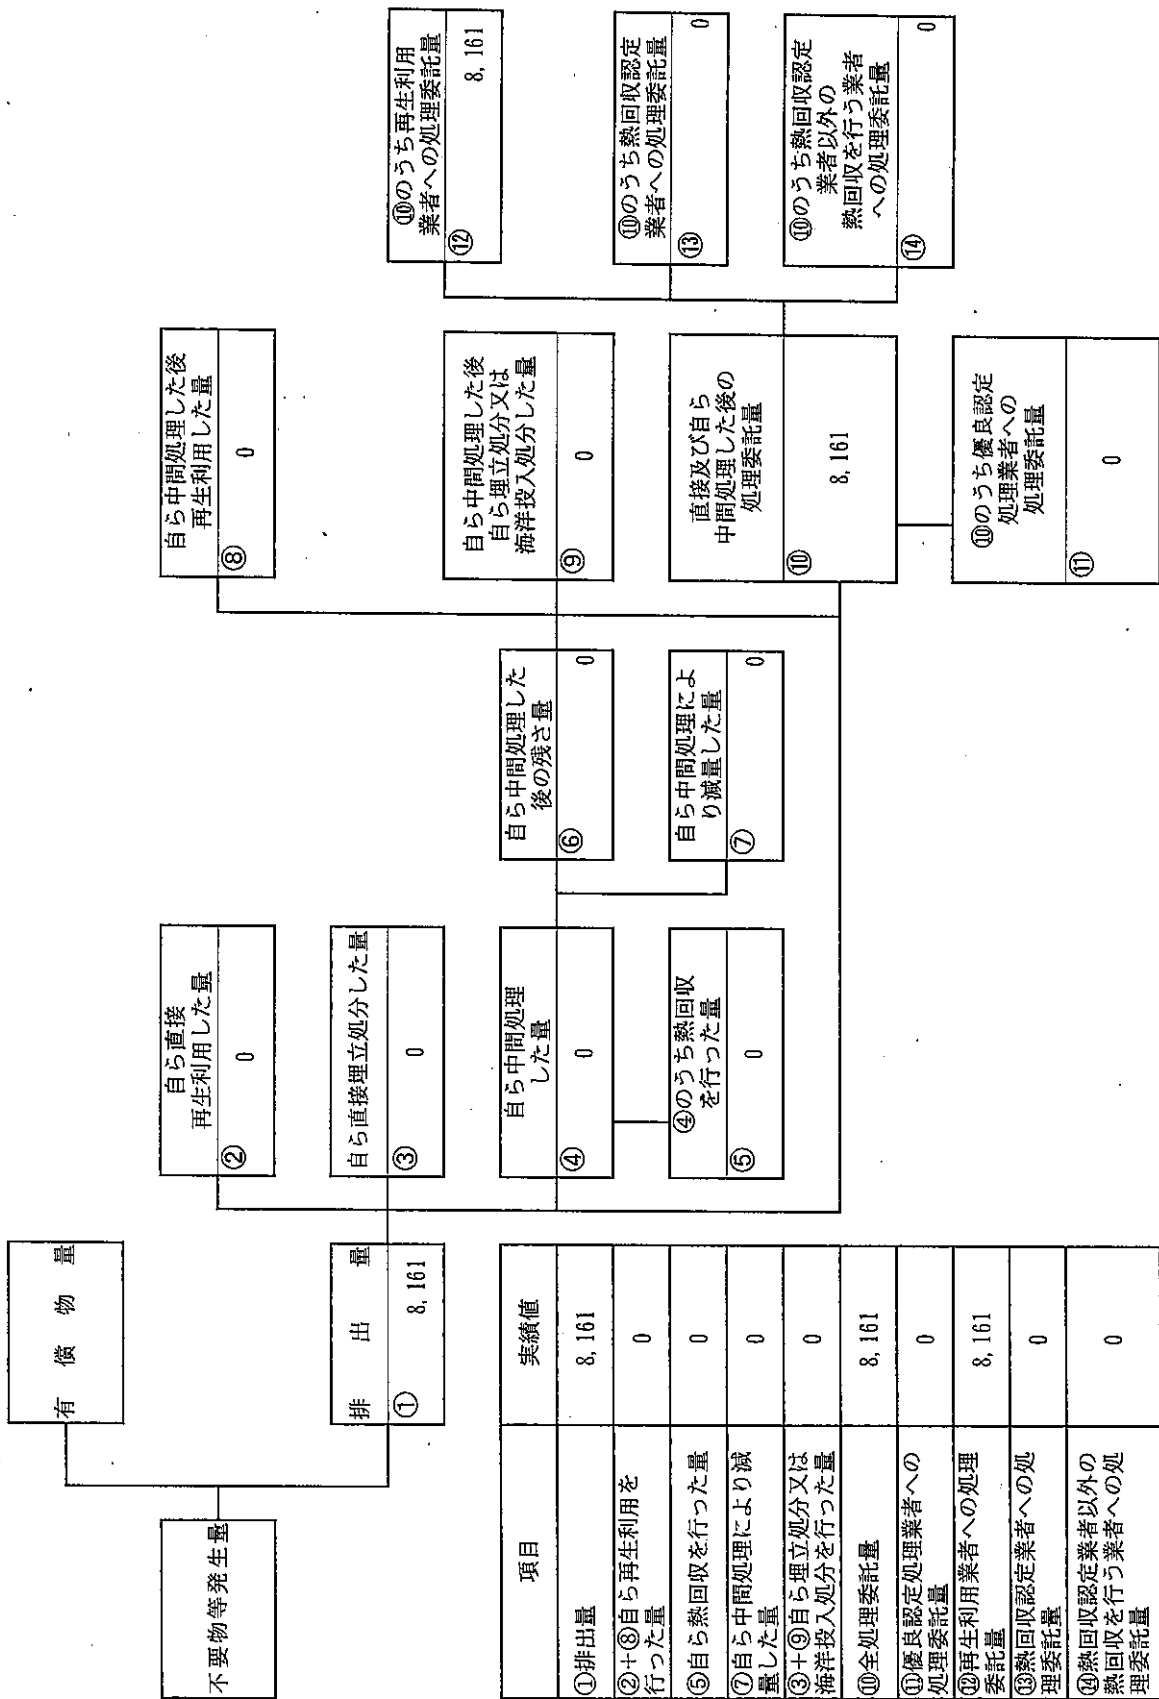 不要物等発生量
有償物量
排出量
① 8,161
自ら直接
再生利用した量
② 0
自ら直接埋立処分した量
③ 0
自ら中間処理
した量
④ 0
④のうち熱回収
を行った量
⑤ 0
自ら中間処理した
後の残さ量
⑥ 0
自ら中間処理によ
り減量した量
⑦ 0
自ら中間処理した後
再生利用した量
⑧ 0
自ら中間処理した後
自ら埋立処分又は
海洋投入処分した量
⑨ 0
直接及び自ら
中間処理した後の
処理委託量
⑩ 8,161
⑩のうち優良認定
処理業者への
処理委託量
⑪ 0
⑩のうち再生利用
業者への処理委託量
⑫ 8,161
⑩のうち熱回収認定
業者への処理委託量
⑬ 0
⑩のうち熱回収認定
業者以外の
熱回収を行う業者
への処理委託量
⑭ 0
項目 実績値
①排出量 8,161
②+⑧自ら再生利用を
行った量 0
⑤自ら熱回収を行った量 0
⑦自ら中間処理により減
量した量 0
③+⑨自ら埋立処分又は
海洋投入処分を行った量 0
⑩全処理委託量 8,161
⑪優良認定処理業者への
処理委託量 0
⑫再生利用業者への処理
委託量 8,161
⑬熱回収認定業者への処
理委託量 0
⑭熱回収認定業者以外の
熱回収を行う業者への処
理委託量 0